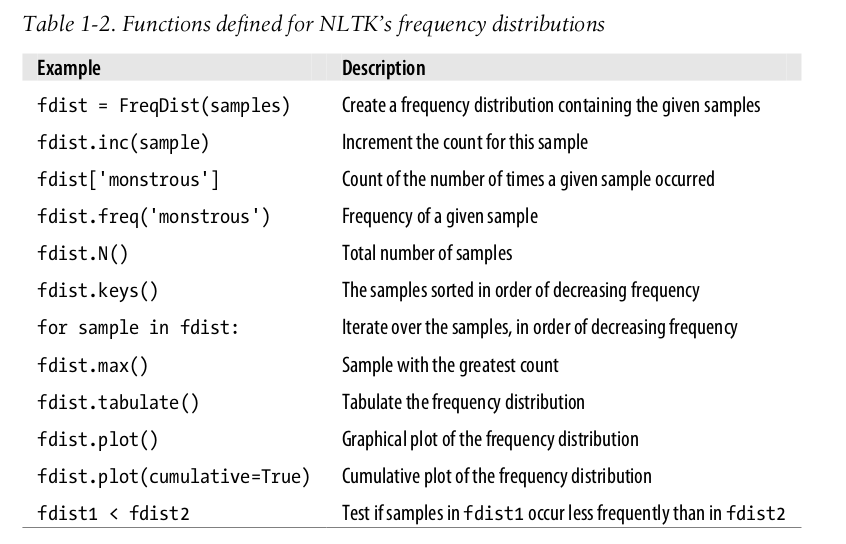 Table 1-2. Functions defined for NLTK's frequency distributions
Example Description
fdist = FreqDist(samples) Create a frequency distribution containing the given samples
fdist.inc(sample) Increment the count for this sample
fdist['monstrous'] Count of the number of times a given sample occurred
fdist.freq('monstrous') Frequency of a given sample
fdist.N() Total number of samples
fdist.keys() The samples sorted in order of decreasing frequency
for sample in fdist: Iterate over the samples, in order of decreasing frequency
fdist.max() Sample with the greatest count
fdist.tabulate() Tabulate the frequency distribution
fdist.plot() Graphical plot of the frequency distribution
fdist.plot(cumulative=True) Cumulative plot of the frequency distribution
fdist1 < fdist2 Test if samples in fdist1 occur less frequently than in fdist2